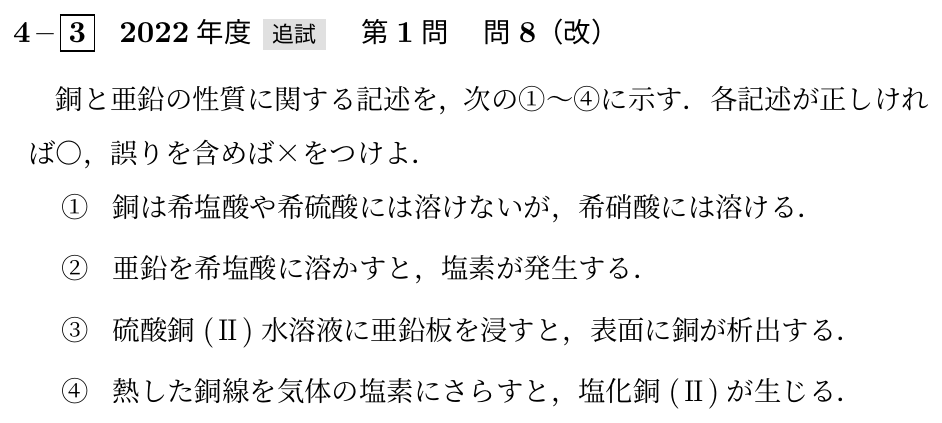 4−3 2022年度 追試 第1問 問8（改）
銅と亜鉛の性質に関する記述を，次の①～④に示す．各記述が正しけれ
ば○，誤りを含めば×をつけよ．
① 銅は希塩酸や希硫酸には溶けないが，希硝酸には溶ける．
② 亜鉛を希塩酸に溶かすと，塩素が発生する．
③ 硫酸銅(Ⅱ)水溶液に亜鉛板を浸すと，表面に銅が析出する．
④ 熱した銅線を気体の塩素にさらすと，塩化銅(Ⅱ)が生じる．